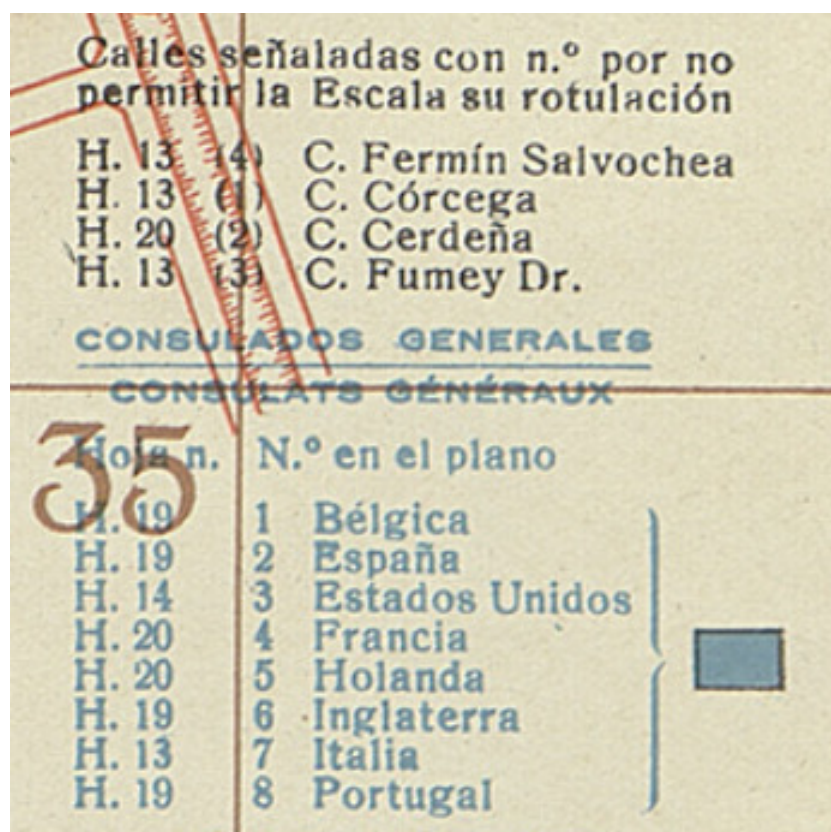 Calles señaladas con n.º por no
permitir la Escala su rotulación
H. 13 (4) C. Fermín Salvochea
H. 13 (1) C. Córcega
H. 20 (2) C. Cerdeña
H. 13 (3) C. Fumey Dr.
CONSULADOS GENERALES
CONSULATS GÉNÉRAUX
35
Hoja n. N.º en el plano
H. 19 1 Bélgica
H. 19 2 España
H. 14 3 Estados Unidos
H. 20 4 Francia
H. 20 5 Holanda
H. 19 6 Inglaterra
H. 13 7 Italia
H. 19 8 Portugal